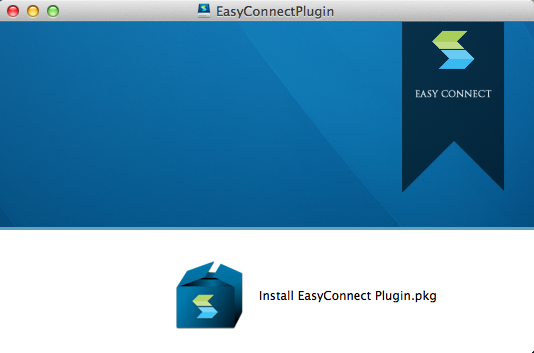 EasyConnectPlugin
EASY CONNECT
Install EasyConnect Plugin.pkg